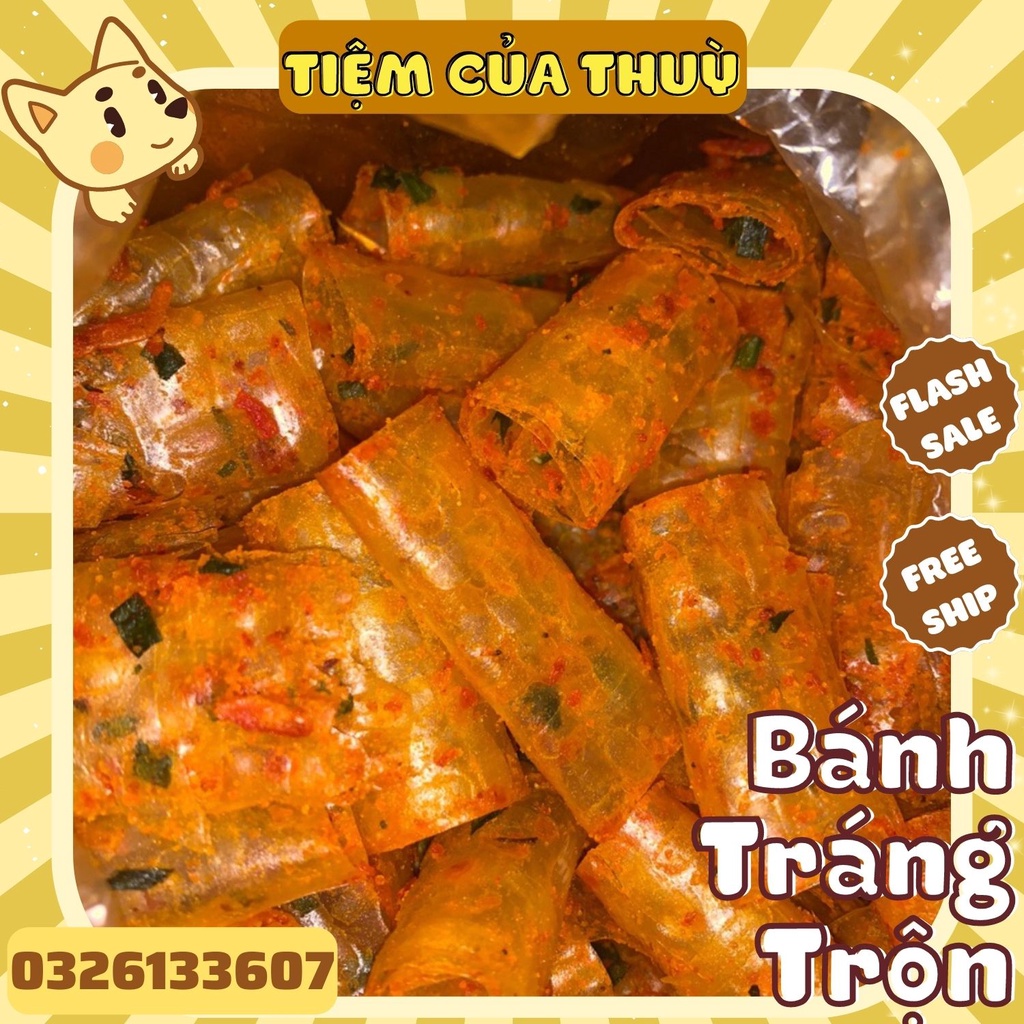 TIỆM CỦA THUỲ
FLASH
SALE
FREE
SHIP
Bánh
Tráng
Trộn
0326133607